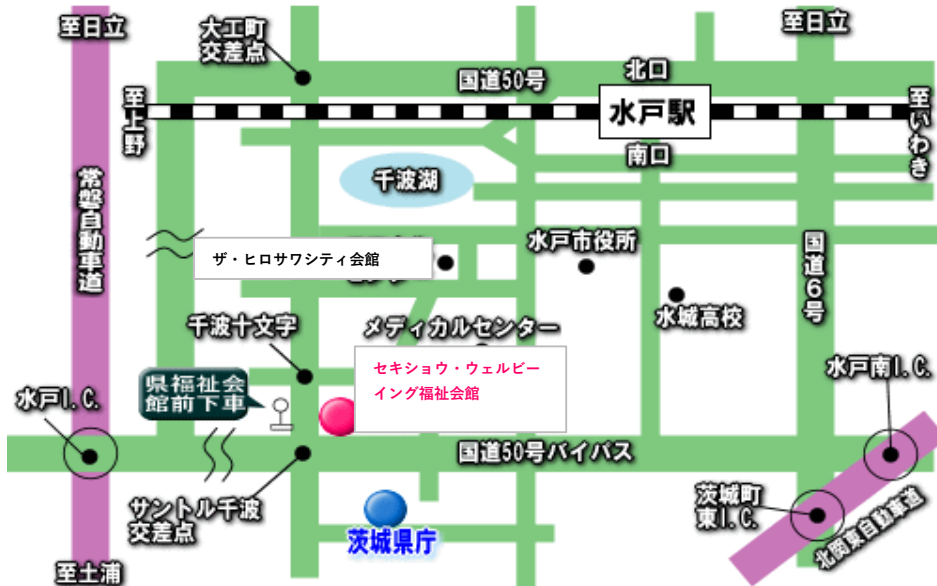 至日立
大工町
交差点
至日立
国道50号
北口
至上野
水戸駅
至いわき
南口
千波湖
常磐自動車道
水戸市役所
国道6号
ザ・ヒロサワシティ会館
水城高校
千波十文字
メディカルセンター
セキショウ・ウェルビー
イング福祉会館
水戸南I.C.
県福祉会
館前下車
水戸I.C.
国道50号バイパス
サントル千波
交差点
茨城町
東I.C.
北関東自動車道
茨城県庁
至土浦